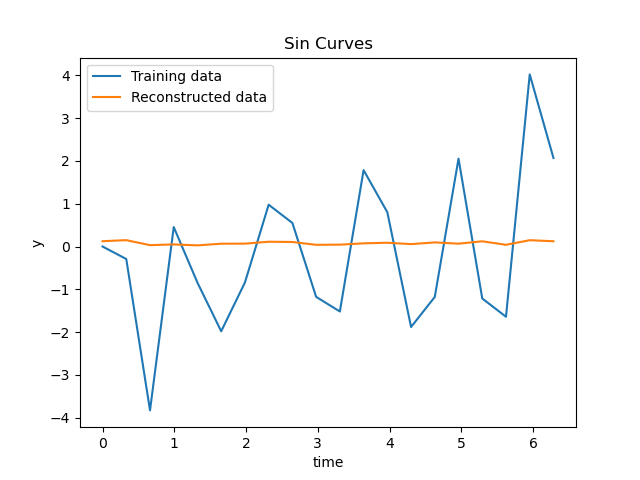 Sin Curves
Training data
Reconstructed data
4
3
2
1
0
−1
−2
−3
−4
y
0 1 2 3 4 5 6
time